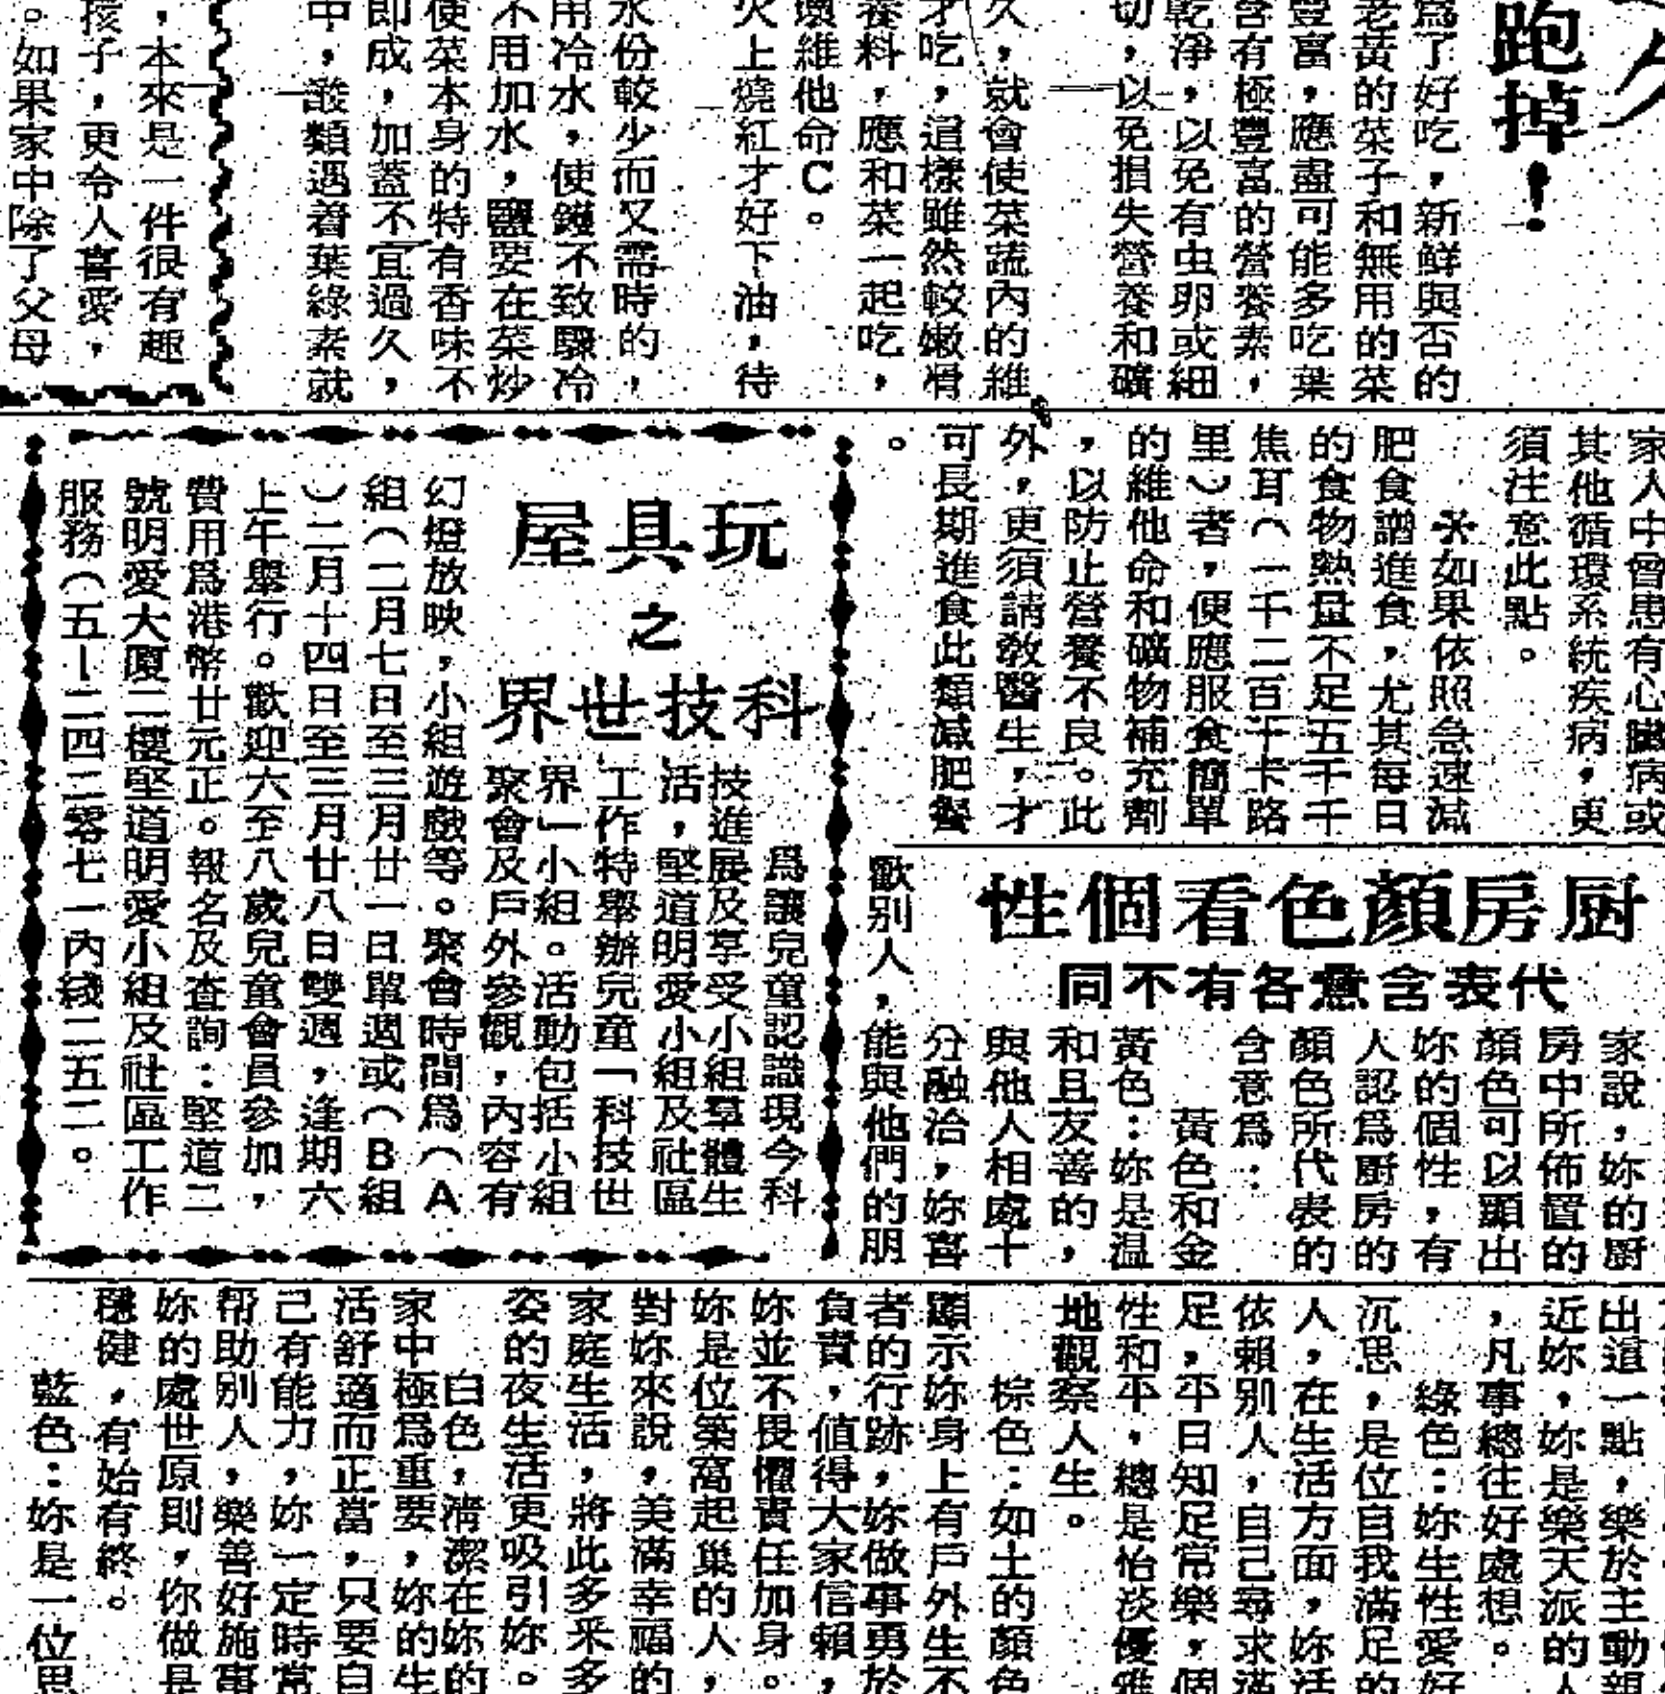 跑掉！
爲了好吃，新鮮與否的
老黃的菜子和無用的菜
豐富，應盡可能多吃葉
含有極豐富的營養素，
乾淨，以免有虫卵或細
切，以免損失營養和礦
久，就會使菜蔬內的維
才吃，這樣雖然較嫩滑
養料，應和菜一起吃，
壞維他命C。
火上燒紅才好下油，待
水份較少而又需時的，
用冷水，使鑊不致驟冷
不用加水，鹽要在菜炒
使菜本身的特有香味不
即成，加蓋不宜過久，
中，菽類遇着葉綠素就
，本來是一件很有趣
孩子，更令人喜愛，
。如果家中除了父母
家人中曾患有心臟病或
其他循環系統疾病，更
須注意此點。
※如果依照急速減
肥食譜進食，尤其每日
的食物熱量不足五千千
焦耳（一千二百千卡路
里）者，便應服食簡單
的維他命和礦物補充劑
，以防止營養不良。此
外，更須請教醫生，才
可長期進食此類減肥餐
。
玩具屋
之
科技世界
爲讓兒童認識現今科
技進展及享受小組羣體生
活，堅道明愛小組及社區
工作特舉辦兒童「科技世
界」小組。活動包括小組
聚會及戶外參觀，內容有
幻燈放映，小組遊戲等。聚會時間爲（A
組（二月七日至三月廿一日單週或（B組
）二月十四日至三月廿八日雙週，逢期六
上午舉行。歡迎六至八歲兒童會員參加，
費用爲港幣廿元正。報名及查詢：堅道二
號明愛大廈二樓堅道明愛小組及社區工作
服務（五－二四二零七一內綫二五二。
厨房顏色看個性
代表含意各有不同
家說，妳的厨
房中所佈置的
顏色可以顯出
妳的個性，有
人認爲厨房的
顏色所代表的
含意爲：
黃色和金
黃色：妳是温
和且友善的，
與他人相處十
分融洽，妳喜
歡別人，能與他們的朋
出這一點，樂於主動親
近妳，妳是樂天派的人
，凡事總往好處想。
綠色：妳生性愛好
沉思，是位自我滿足的
人，在生活方面，妳活
依賴别人，自己尋求滿
足，平日知足常樂，個
性和平，總是怡淡優雅
地觀察人生。
棕色：如土的顏色
顯示妳身上有戶外生不
者的行跡，妳做事勇於
負責，值得大家信賴，
妳並不畏懼責任加身。
妳是位築窩起巢的人，
對妳來說，美滿幸福的
家庭生活，將此多采多
姿的夜生活更吸引妳。
白色，清潔在妳的
家中極爲重要，妳的生
活舒適而正當，只要自
己有能力，妳一定時常
帮助别人，樂善好施事
妳的處世原則，你做是
穩健，有始有終。
藍色：妳是一位思